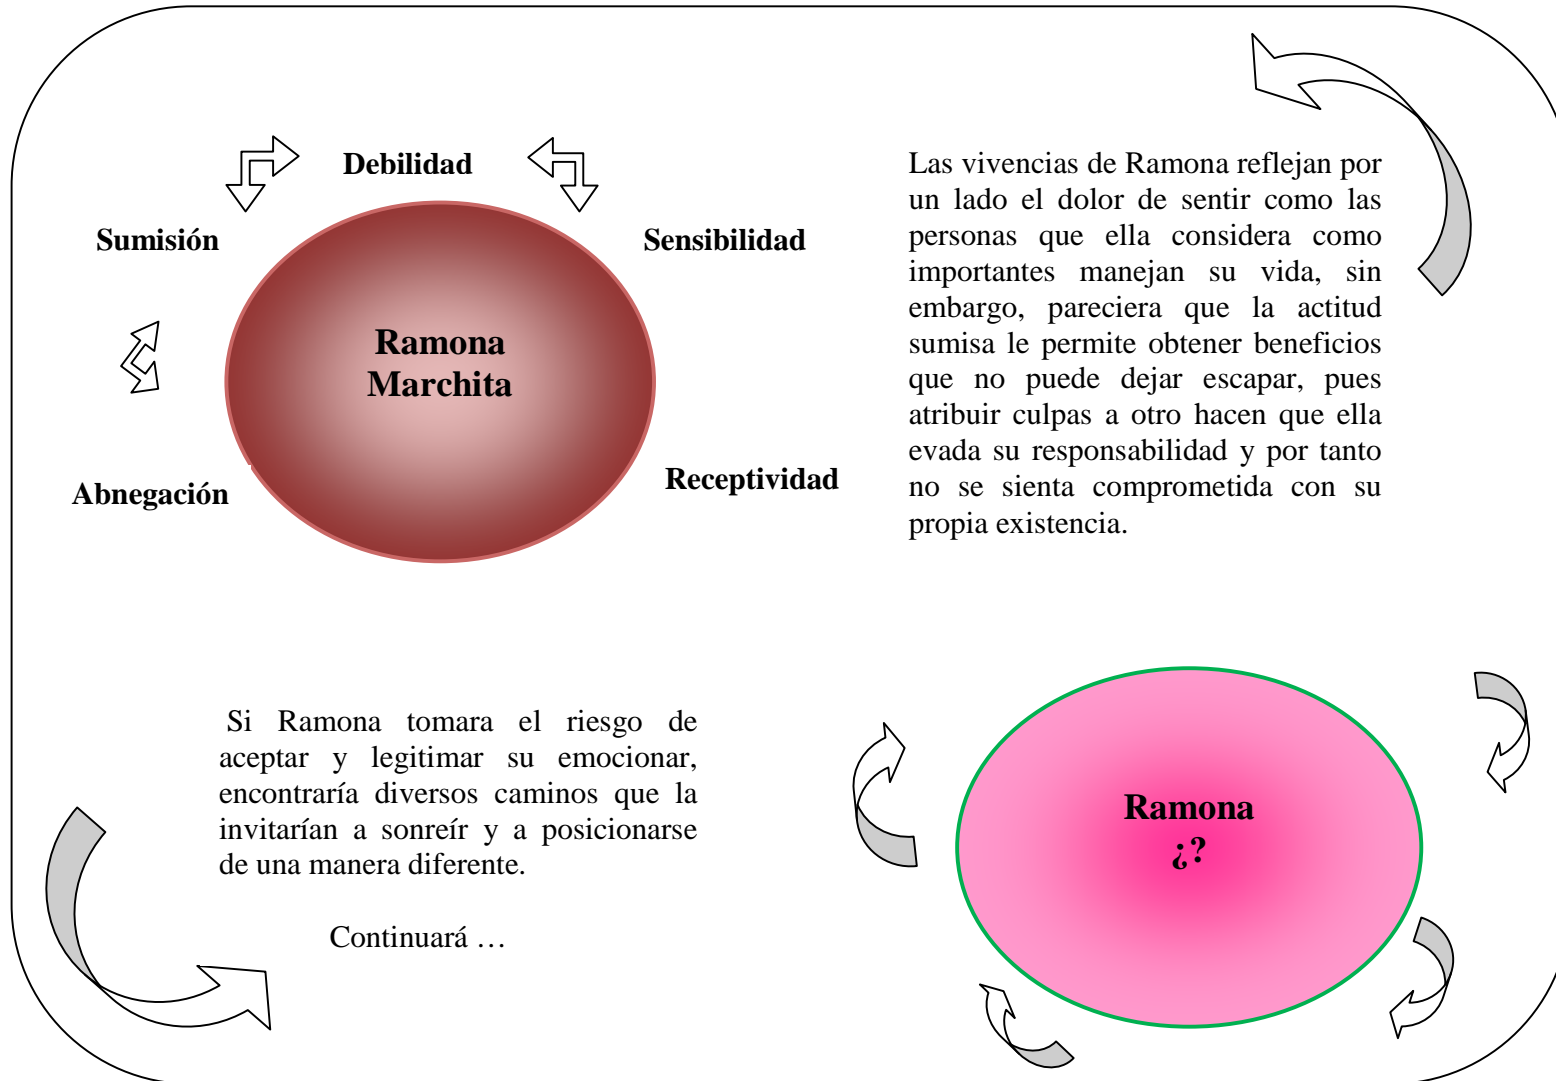 Debilidad
Sumisión
Sensibilidad
Ramona
Marchita
Abnegación
Receptividad
Las vivencias de Ramona reflejan por
un lado el dolor de sentir como las
personas que ella considera como
importantes manejan su vida, sin
embargo, pareciera que la actitud
sumisa le permite obtener beneficios
que no puede dejar escapar, pues
atribuir culpas a otro hacen que ella
evada su responsabilidad y por tanto
no se sienta comprometida con su
propia existencia.
Si Ramona tomara el riesgo de
aceptar y legitimar su emocionar,
encontraría diversos caminos que la
invitarían a sonreír y a posicionarse
de una manera diferente.
Continuará …
Ramona
¿?